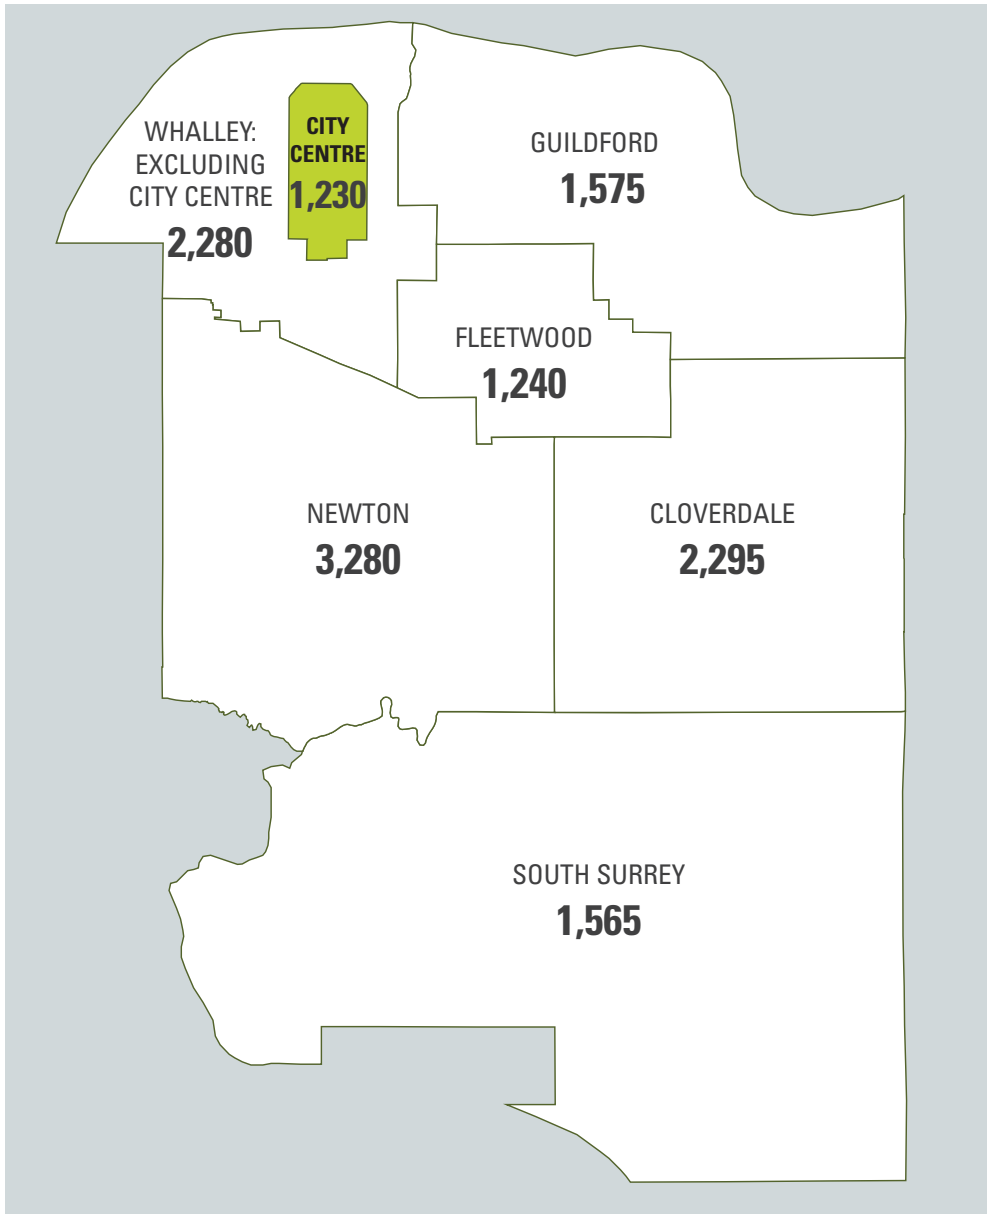 WHALLEY:
EXCLUDING
CITY CENTRE
2,280
CITY
CENTRE
1,230
GUILDFORD
1,575
FLEETWOOD
1,240
NEWTON
3,280
CLOVERDALE
2,295
SOUTH SURREY
1,565